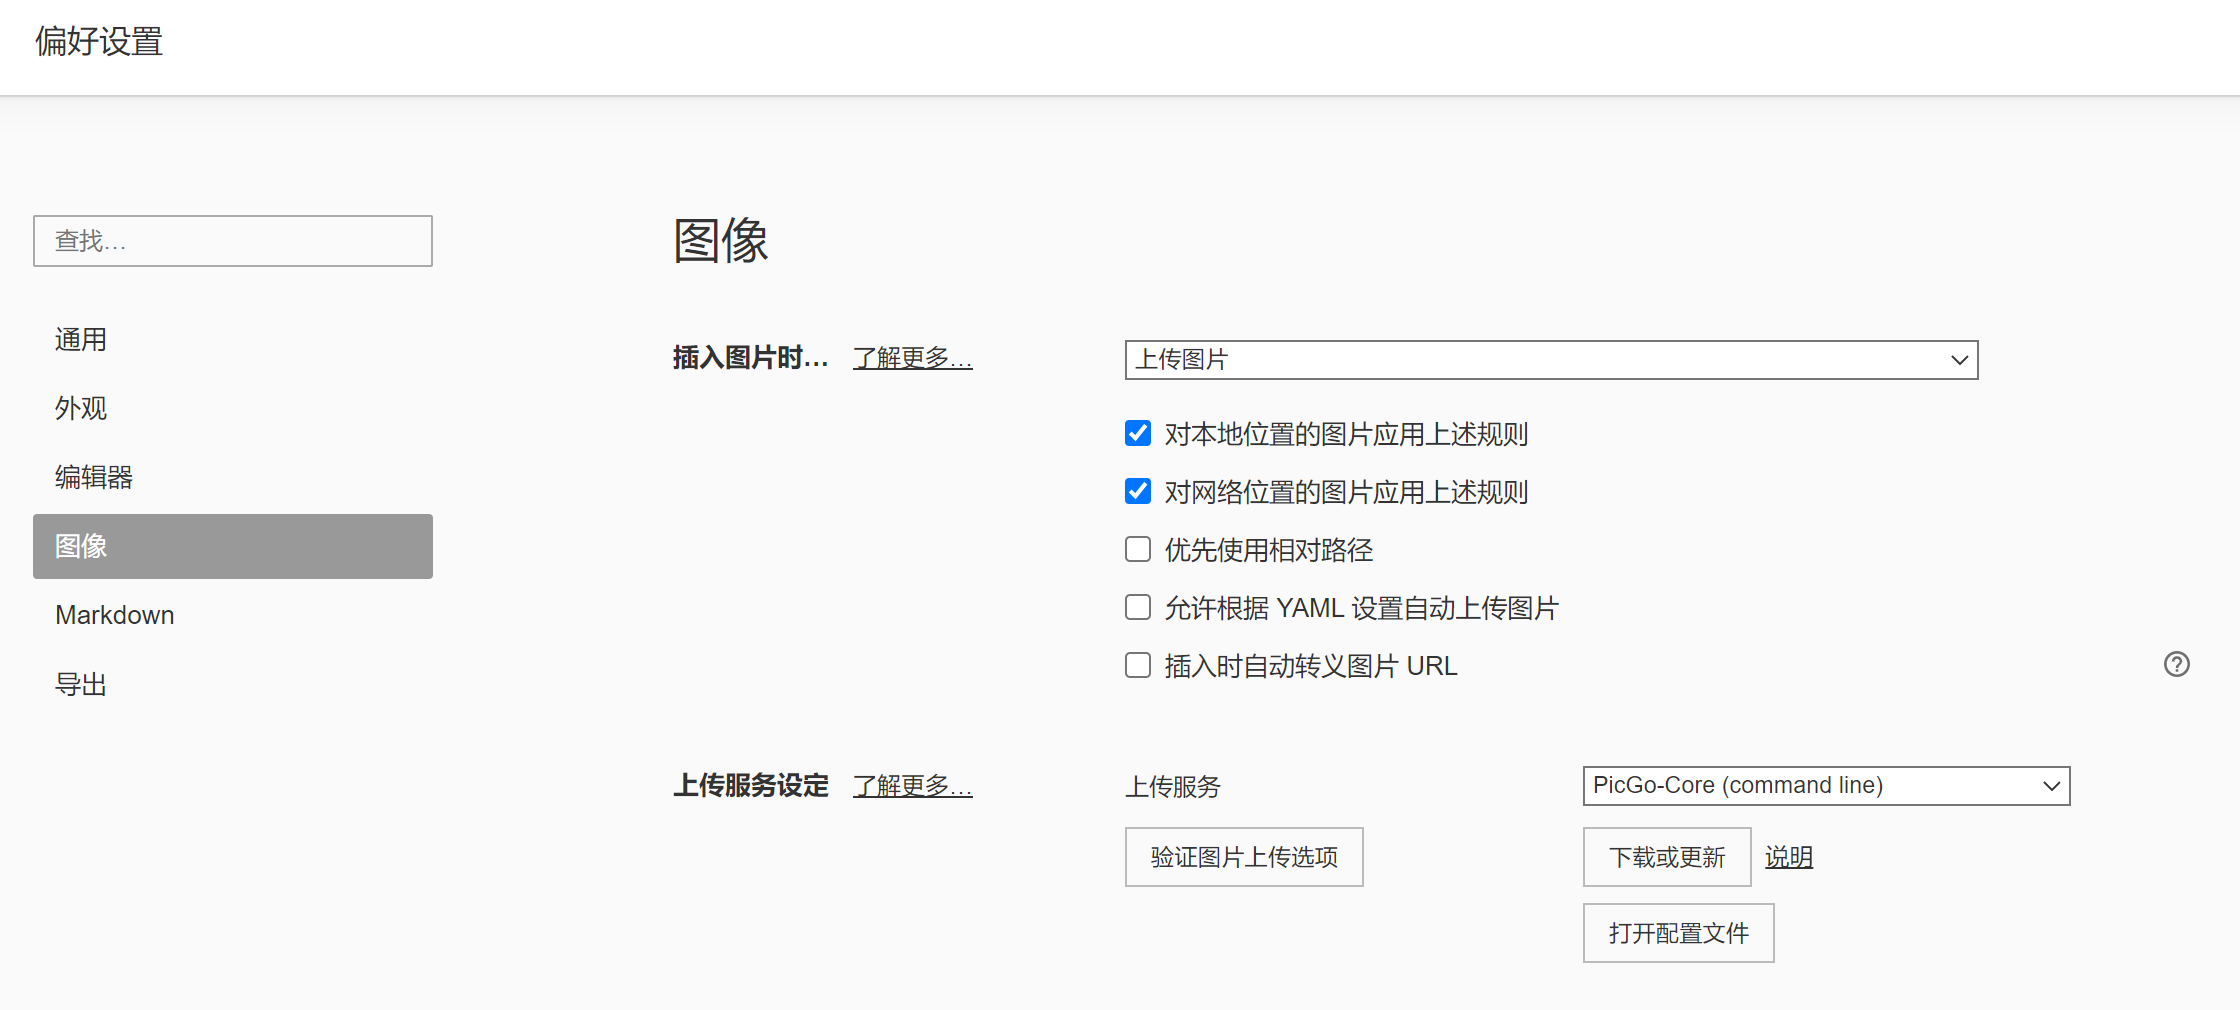 偏好设置
查找…
通用
外观
编辑器
图像
Markdown
导出
图像
插入图片时… 了解更多… 上传图片
对本地位置的图片应用上述规则
对网络位置的图片应用上述规则
优先使用相对路径
允许根据 YAML 设置自动上传图片
插入时自动转义图片 URL
上传服务设定 了解更多… 上传服务 PicGo-Core (command line)
验证图片上传选项 下载或更新 说明
打开配置文件